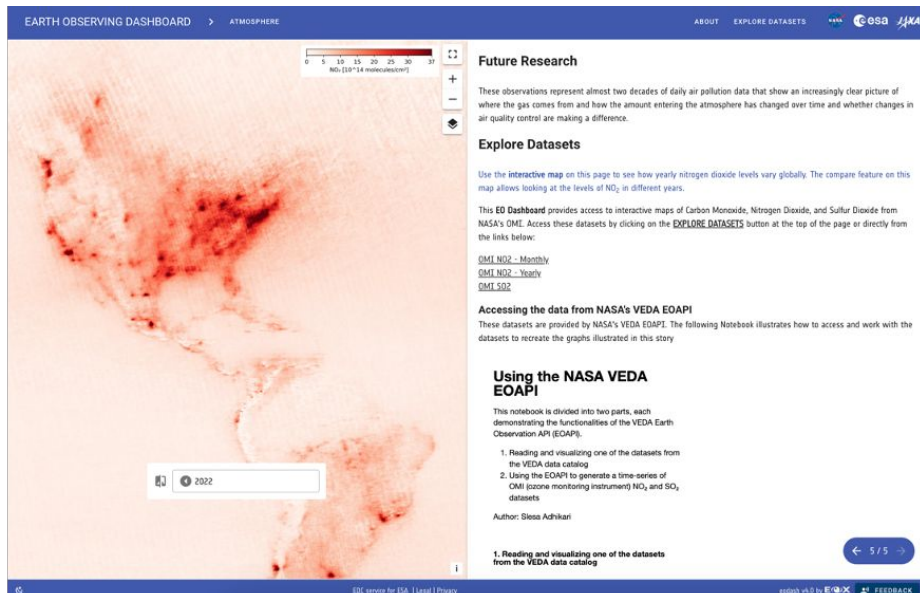 EARTH OBSERVING DASHBOARD > ATMOSPHERE
ABOUT EXPLORE DATASETS
esa
0 5 10 15 20 25 30 37
NO₂ [10^14 molecules/cm²]
Future Research
These observations represent almost two decades of daily air pollution data that show an increasingly clear picture of
where the gas comes from and how the amount entering the atmosphere has changed over time and whether changes in
air quality control are making a difference.
Explore Datasets
Use the interactive map on this page to see how yearly nitrogen dioxide levels vary globally. The compare feature on this
map allows looking at the levels of NO₂ in different years.
This EO Dashboard provides access to interactive maps of Carbon Monoxide, Nitrogen Dioxide, and Sulfur Dioxide from
NASA's OMI. Access these datasets by clicking on the EXPLORE DATASETS button at the top of the page or directly from
the links below:
OMI NO2 - Monthly
OMI NO2 - Yearly
OMI SO2
Accessing the data from NASA's VEDA EOAPI
These datasets are provided by NASA's VEDA EOAPI. The following Notebook illustrates how to access and work with the
datasets to recreate the graphs illustrated in this story
Using the NASA VEDA
EOAPI
This notebook is divided into two parts, each
demonstrating the functionalities of the VEDA Earth
Observation API (EOAPI).
1. Reading and visualizing one of the datasets from
the VEDA data catalog
2. Using the EOAPI to generate a time-series of
OMI (ozone monitoring instrument) NO₂ and SO₂
datasets
Author: Slesa Adhikari
1. Reading and visualizing one of the datasets
from the VEDA data catalog
2022
5 / 5
EDC service for ESA | Legal | Privacy
eodash v4.0 by EOX
FEEDBACK